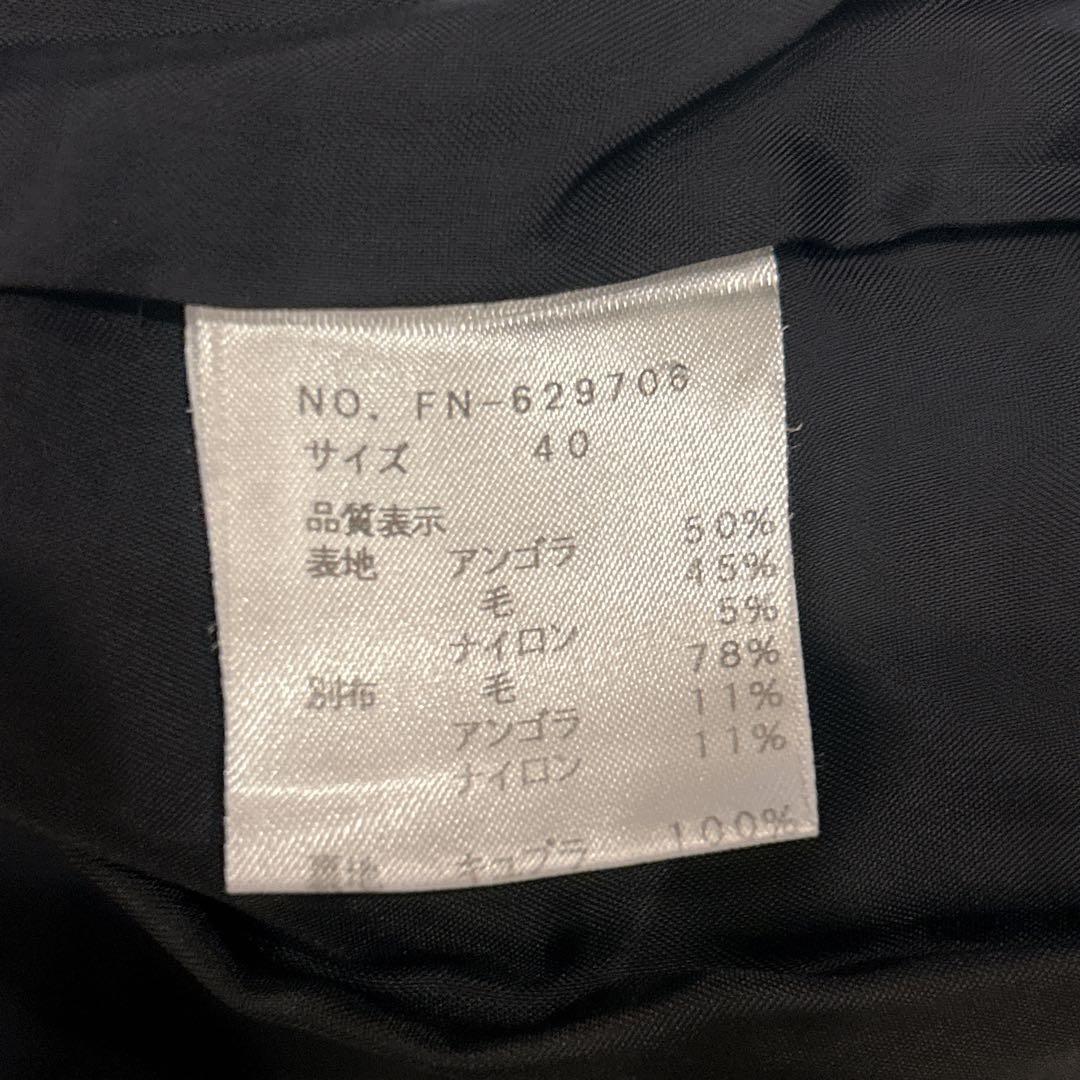 NO. FN-629706
サイズ 40
品質表示
表地 アンゴラ 50%
毛 45%
ナイロン 5%
別布 毛 78%
アンゴラ 11%
ナイロン 11%
裏地 キュプラ 100%